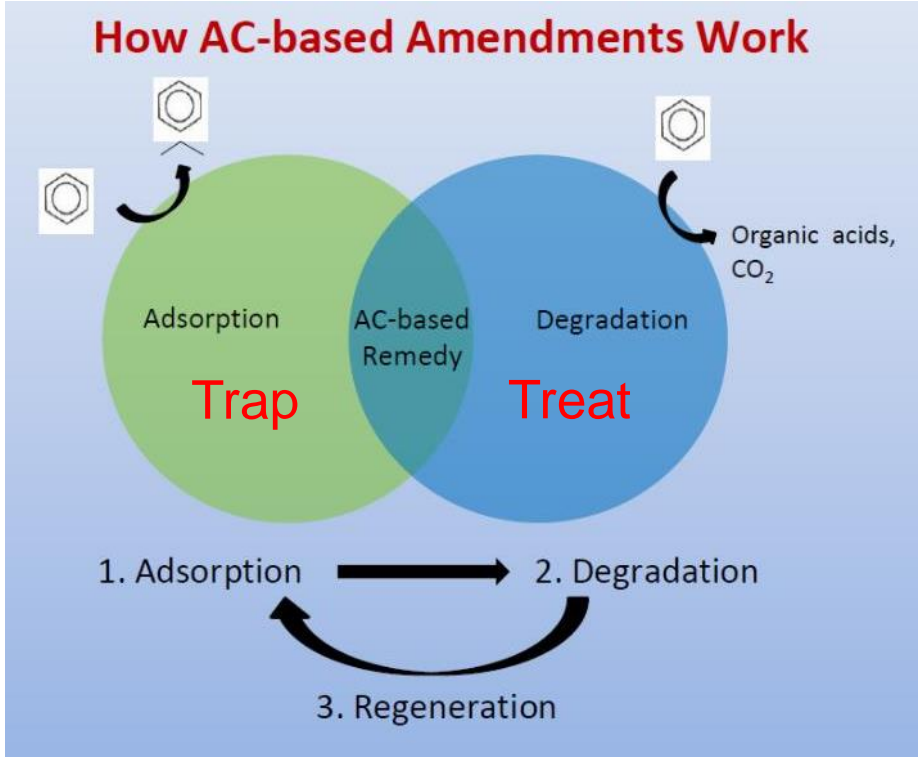 How AC-based Amendments Work
Organic acids,
CO₂
Adsorption
AC-based
Remedy
Degradation
Trap
Treat
1. Adsorption
2. Degradation
3. Regeneration